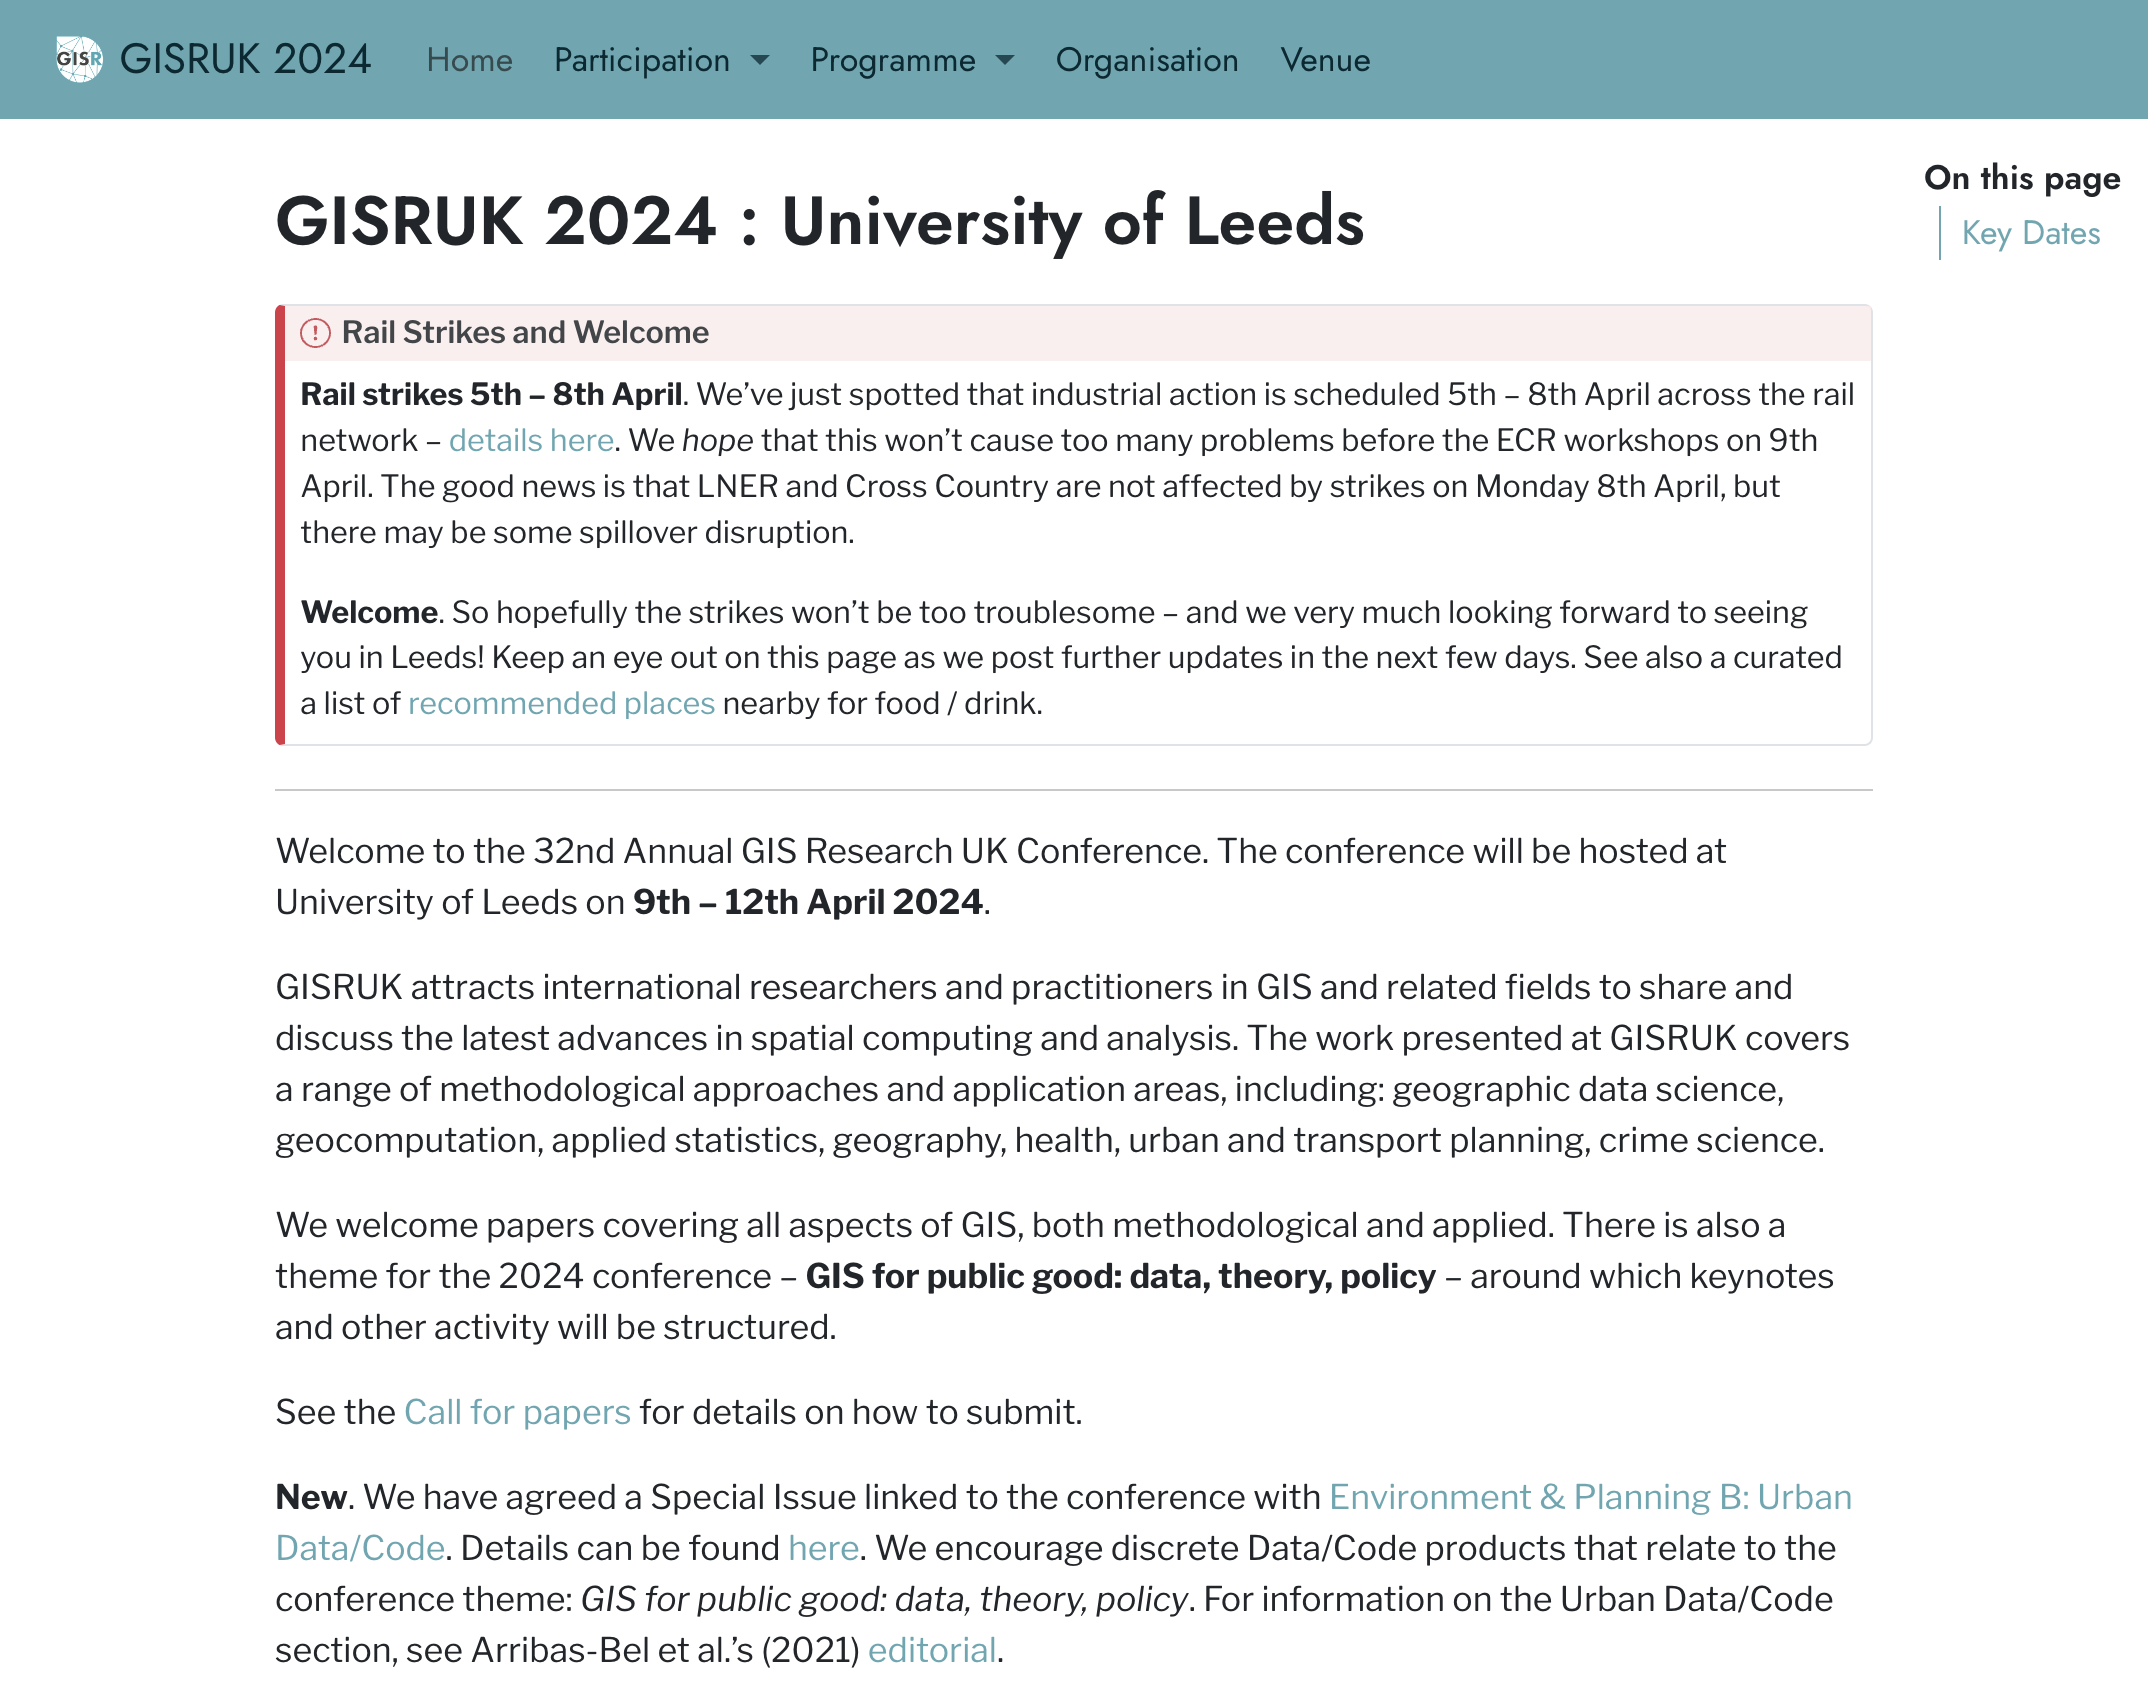 GISR GISRUK 2024 Home Participation Programme Organisation Venue
On this page
Key Dates
GISRUK 2024 : University of Leeds
Rail Strikes and Welcome
Rail strikes 5th – 8th April. We’ve just spotted that industrial action is scheduled 5th – 8th April across the rail
network – details here. We hope that this won’t cause too many problems before the ECR workshops on 9th
April. The good news is that LNER and Cross Country are not affected by strikes on Monday 8th April, but
there may be some spillover disruption.
Welcome. So hopefully the strikes won’t be too troublesome – and we very much looking forward to seeing
you in Leeds! Keep an eye out on this page as we post further updates in the next few days. See also a curated
a list of recommended places nearby for food / drink.
Welcome to the 32nd Annual GIS Research UK Conference. The conference will be hosted at
University of Leeds on 9th – 12th April 2024.
GISRUK attracts international researchers and practitioners in GIS and related fields to share and
discuss the latest advances in spatial computing and analysis. The work presented at GISRUK covers
a range of methodological approaches and application areas, including: geographic data science,
geocomputation, applied statistics, geography, health, urban and transport planning, crime science.
We welcome papers covering all aspects of GIS, both methodological and applied. There is also a
theme for the 2024 conference – GIS for public good: data, theory, policy – around which keynotes
and other activity will be structured.
See the Call for papers for details on how to submit.
New. We have agreed a Special Issue linked to the conference with Environment & Planning B: Urban
Data/Code. Details can be found here. We encourage discrete Data/Code products that relate to the
conference theme: GIS for public good: data, theory, policy. For information on the Urban Data/Code
section, see Arribas-Bel et al.’s (2021) editorial.